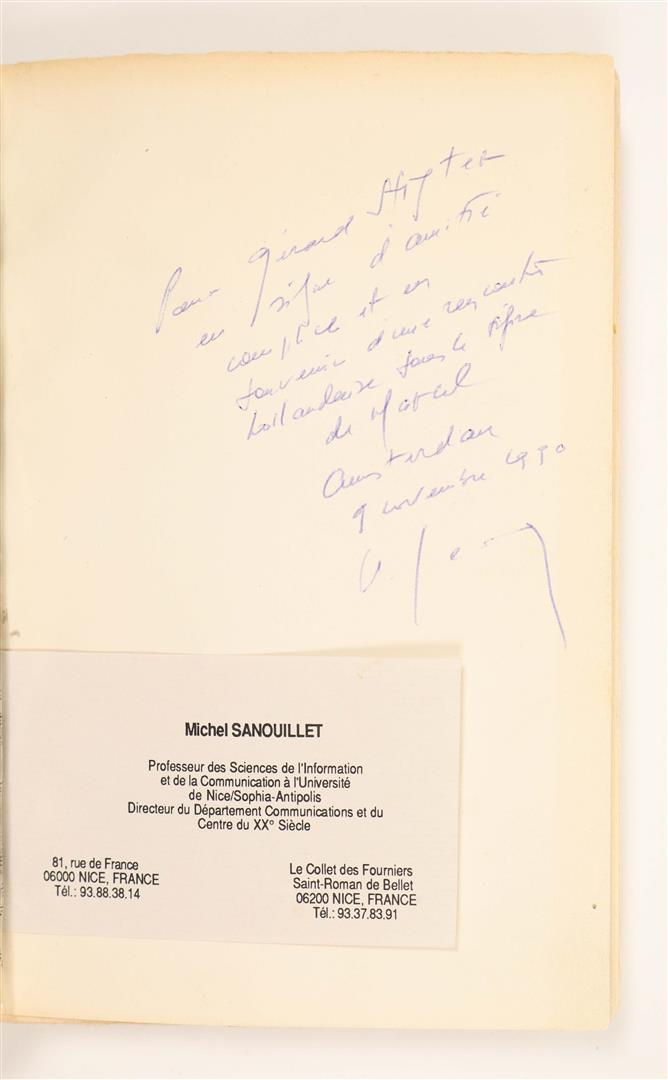 Pour Gérard
en signe d'amitié
complice et en
souvenir d'une rencontre
hollandaise sous le signe
de Marcel
Amsterdam
9 novembre 1990
Michel SANOUILLET
Professeur des Sciences de l'Information
et de la Communication à l'Université
de Nice/Sophia-Antipolis
Directeur du Département Communications et du
Centre du XX° Siècle
81, rue de France
06000 NICE, FRANCE
Tél.: 93.88.38.14
Le Collet des Fourniers
Saint-Roman de Bellet
06200 NICE, FRANCE
Tél.: 93.37.83.91